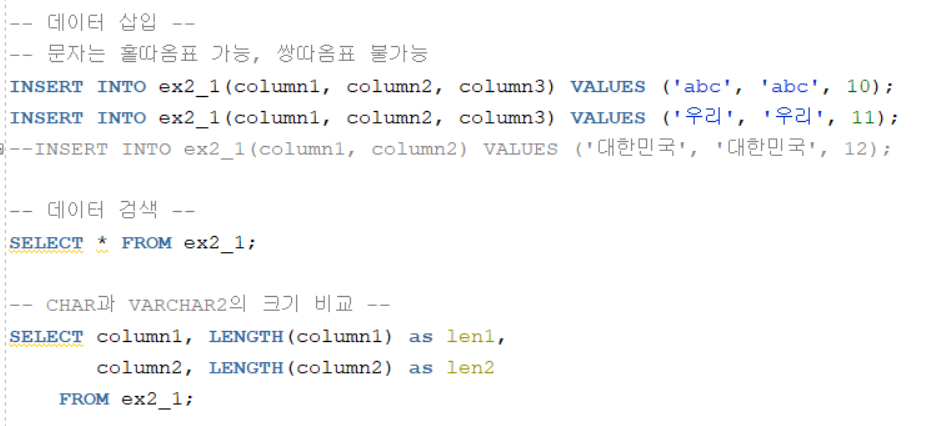 -- 데이터 삽입 --
-- 문자는 홑따옴표 가능, 쌍따옴표 불가능
INSERT INTO ex2_1(column1, column2, column3) VALUES ('abc', 'abc', 10);
INSERT INTO ex2_1(column1, column2, column3) VALUES ('우리', '우리', 11);
--INSERT INTO ex2_1(column1, column2) VALUES ('대한민국', '대한민국', 12);
-- 데이터 검색 --
SELECT * FROM ex2_1;
-- CHAR과 VARCHAR2의 크기 비교 --
SELECT column1, LENGTH(column1) as len1,
column2, LENGTH(column2) as len2
FROM ex2_1;